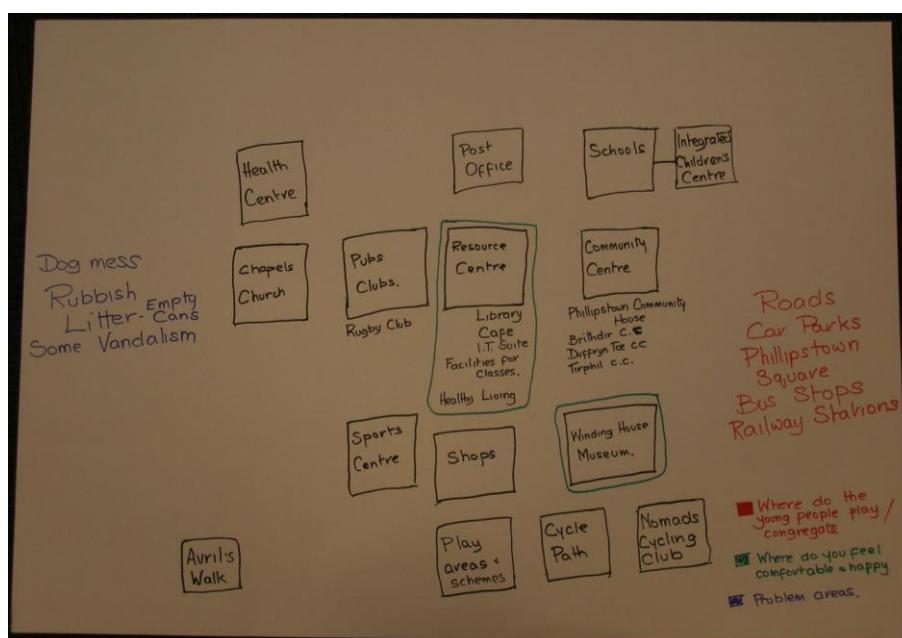 Health
Centre
Post
Office
Schools
Integrated
Children's
Centre
Dog mess
Rubbish Empty
Litter - Cans
Some Vandalism
Chapels
Church
Pubs
Clubs.
Rugby Club
Resource
Centre
Library
Cafe
I.T. Suite
Facilities for
Classes.
Healthy Living
Community
Centre
Phillipstown Community
House
Brithdir C.C
Duffryn Tce CC
Tirphil C.C.
Roads
Car Parks
Phillipstown
Square
Bus Stops
Railway Stations
Sports
Centre
Shops
Winding House
Museum.
Avril's
Walk
Play
areas &
schemes
Cycle
Path
Nomads
Cycling
Club
Where do the
young people play /
congregate
Where do you feel
comfortable & happy
Problem areas.